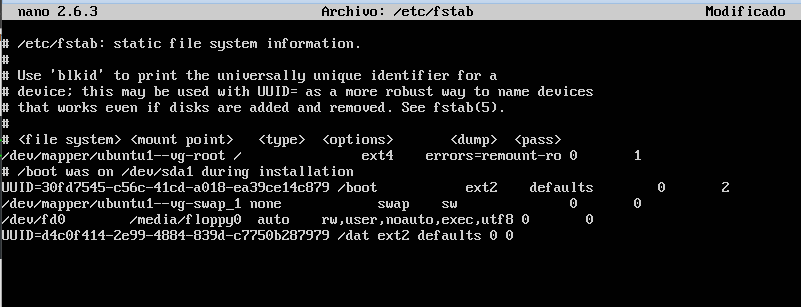 nano 2.6.3 Archivo: /etc/fstab Modificado
# /etc/fstab: static file system information.
#
# Use 'blkid' to print the universally unique identifier for a
# device; this may be used with UUID= as a more robust way to name devices
# that works even if disks are added and removed. See fstab(5).
#
# <file system> <mount point>   <type>  <options>       <dump>  <pass>
/dev/mapper/ubuntu1--vg-root /               ext4    errors=remount-ro 0       1
# /boot was on /dev/sda1 during installation
UUID=30fd7545-c56c-41cd-a018-ea39ce14c879 /boot           ext2    defaults        0       2
/dev/mapper/ubuntu1--vg-swap_1 none            swap    sw              0       0
/dev/fd0        /media/floppy0  auto    rw,user,noauto,exec,utf8 0       0
UUID=d4c0f414-2e99-4884-839d-c7750b287979 /dat ext2 defaults 0 0